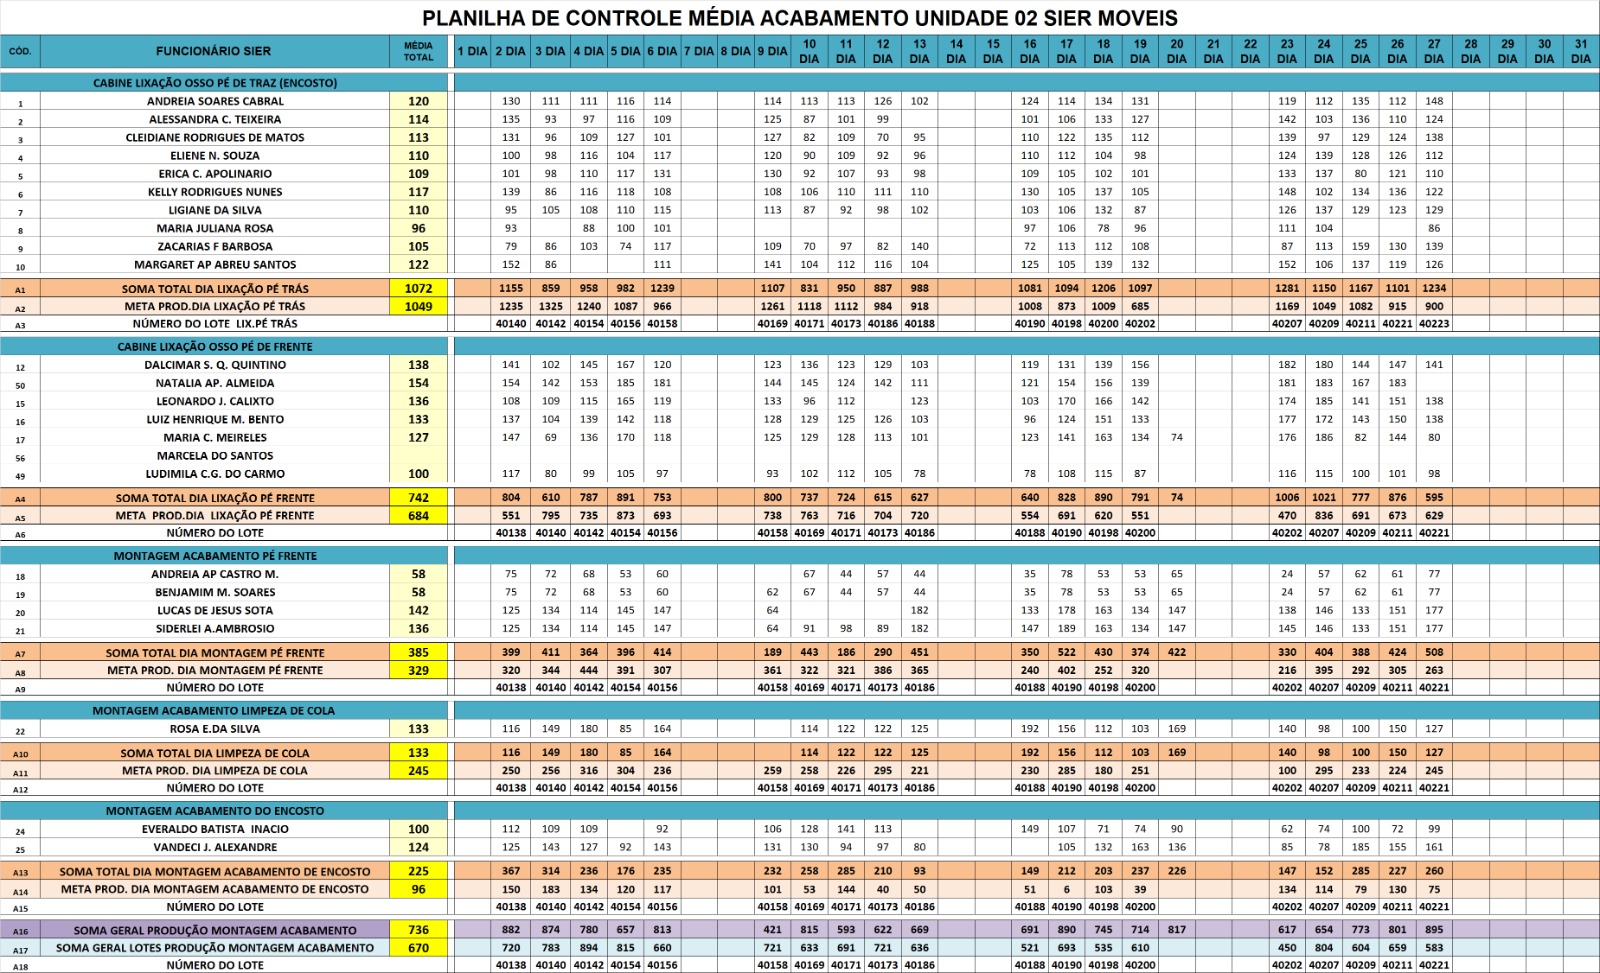 PLANILHA DE CONTROLE MÉDIA ACABAMENTO UNIDADE 02 SIER MOVEIS
CÓD. FUNCIONÁRIO SIER MÉDIA TOTAL 1 DIA 2 DIA 3 DIA 4 DIA 5 DIA 6 DIA 7 DIA 8 DIA 9 DIA 10 DIA 11 DIA 12 DIA 13 DIA 14 DIA 15 DIA 16 DIA 17 DIA 18 DIA 19 DIA 20 DIA 21 DIA 22 DIA 23 DIA 24 DIA 25 DIA 26 DIA 27 DIA 28 DIA 29 DIA 30 DIA 31 DIA
CABINE LIXAÇÃO OSSO PÉ DE TRAZ (ENCOSTO)
1 ANDREIA SOARES CABRAL 120 130 111 111 116 114 114 113 113 126 102 124 114 134 131 119 112 135 112 148
2 ALESSANDRA C. TEIXEIRA 114 135 93 97 116 109 125 87 101 99 101 106 133 127 142 103 136 110 124
3 CLEIDIANE RODRIGUES DE MATOS 113 131 96 109 127 101 127 82 109 70 95 110 122 135 112 139 97 129 124 138
4 ELIENE N. SOUZA 110 100 98 116 104 117 120 90 109 92 96 110 112 104 98 124 139 128 126 112
5 ERICA C. APOLINARIO 109 101 98 110 117 131 130 92 107 93 98 109 105 102 101 133 137 80 121 110
6 KELLY RODRIGUES NUNES 117 139 86 116 118 108 108 106 110 111 110 130 105 137 105 148 102 134 136 122
7 LIGIANE DA SILVA 110 95 105 108 110 115 113 87 92 98 102 103 106 132 87 126 137 129 123 129
8 MARIA JULIANA ROSA 96 93 88 100 101 97 106 78 96 111 104 86
9 ZACARIAS F BARBOSA 105 79 86 103 74 117 109 70 97 82 140 72 113 112 108 87 113 159 130 139
10 MARGARET AP ABREU SANTOS 122 152 86 111 141 104 112 116 104 125 105 139 132 152 106 137 119 126
A1 SOMA TOTAL DIA LIXAÇÃO PÉ TRÁS 1072 1155 859 958 982 1239 1107 831 950 887 988 1081 1094 1206 1097 1281 1150 1167 1101 1234
A2 META PROD.DIA LIXAÇÃO PÉ TRÁS 1049 1235 1325 1240 1087 966 1261 1118 1112 984 918 1008 873 1009 685 1169 1049 1082 915 900
A3 NÚMERO DO LOTE LIX.PÉ TRÁS 40140 40142 40154 40156 40158 40169 40171 40173 40186 40188 40190 40198 40200 40202 40207 40209 40211 40221 40223
CABINE LIXAÇÃO OSSO PÉ DE FRENTE
12 DALCIMAR S. Q. QUINTINO 138 141 102 145 167 120 123 136 123 129 103 119 131 139 156 182 180 144 147 141
50 NATALIA AP. ALMEIDA 154 154 142 153 185 181 144 145 124 142 111 121 154 156 139 181 183 167 183
15 LEONARDO J. CALIXTO 136 108 109 115 165 119 133 96 112 123 103 170 166 142 174 185 141 151 138
16 LUIZ HENRIQUE M. BENTO 133 137 104 139 142 118 128 129 125 126 103 96 124 151 133 177 172 143 150 138
17 MARIA C. MEIRELES 127 147 69 136 170 118 125 129 128 113 101 123 141 163 134 74 176 186 82 144 80
56 MARCELA DO SANTOS
49 LUDIMILA C.G. DO CARMO 100 117 80 99 105 97 93 102 112 105 78 78 108 115 87 116 115 100 101 98
A4 SOMA TOTAL DIA LIXAÇÃO PÉ FRENTE 742 804 610 787 891 753 800 737 724 615 627 640 828 890 791 74 1006 1021 777 876 595
A5 META PROD.DIA LIXAÇÃO PÉ FRENTE 684 551 795 735 873 693 738 763 716 704 720 554 691 620 551 470 836 691 673 629
A6 NÚMERO DO LOTE 40138 40140 40142 40154 40156 40158 40169 40171 40173 40186 40188 40190 40198 40200 40202 40207 40209 40211 40221
MONTAGEM ACABAMENTO PÉ FRENTE
18 ANDREIA AP CASTRO M. 58 75 72 68 53 60 67 44 57 44 35 78 53 53 65 24 57 62 61 77
19 BENJAMIM M. SOARES 58 75 72 68 53 60 62 67 44 57 44 35 78 53 53 65 24 57 62 61 77
20 LUCAS DE JESUS SOTA 142 125 134 114 145 147 64 182 133 178 163 134 147 138 146 133 151 177
21 SIDERLEI A.AMBROSIO 136 125 134 114 145 147 64 91 98 89 182 147 189 163 134 147 145 146 133 151 177
A7 SOMA TOTAL DIA MONTAGEM PÉ FRENTE 385 399 411 364 396 414 189 443 186 290 451 350 522 430 374 422 330 404 388 424 508
A8 META PROD. DIA MONTAGEM PÉ FRENTE 329 320 344 444 391 307 361 322 321 386 365 240 402 252 320 216 395 292 305 263
A9 NÚMERO DO LOTE 40138 40140 40142 40154 40156 40158 40169 40171 40173 40186 40188 40190 40198 40200 40202 40207 40209 40211 40221
MONTAGEM ACABAMENTO LIMPEZA DE COLA
22 ROSA E.DA SILVA 133 116 149 180 85 164 114 122 122 125 192 156 112 103 169 140 98 100 150 127
A10 SOMA TOTAL DIA LIMPEZA DE COLA 133 116 149 180 85 164 114 122 122 125 192 156 112 103 169 140 98 100 150 127
A11 META PROD. DIA LIMPEZA DE COLA 245 250 256 316 304 236 259 258 226 295 221 230 285 180 251 100 295 233 224 245
A12 NÚMERO DO LOTE 40138 40140 40142 40154 40156 40158 40169 40171 40173 40186 40188 40190 40198 40200 40202 40207 40209 40211 40221
MONTAGEM ACABAMENTO DO ENCOSTO
24 EVERALDO BATISTA INACIO 100 112 109 109 92 106 128 141 113 149 107 71 74 90 62 74 100 72 99
25 VANDECI J. ALEXANDRE 124 125 143 127 92 143 131 130 94 97 80 105 132 163 136 85 78 185 155 161
A13 SOMA TOTAL DIA MONTAGEM ACABAMENTO DE ENCOSTO 225 367 314 236 176 235 232 258 285 210 93 149 212 203 237 226 147 152 285 227 260
A14 META PROD. DIA MONTAGEM ACABAMENTO DE ENCOSTO 96 150 183 134 120 117 101 53 144 40 50 51 6 103 39 134 114 79 130 75
A15 NÚMERO DO LOTE 40138 40140 40142 40154 40156 40158 40169 40171 40173 40186 40188 40190 40198 40200 40202 40207 40209 40211 40221
A16 SOMA GERAL PRODUÇÃO MONTAGEM ACABAMENTO 736 882 874 780 657 813 421 815 593 622 669 691 890 745 714 817 617 654 773 801 895
A17 SOMA GERAL LOTES PRODUÇÃO MONTAGEM ACABAMENTO 670 720 783 894 815 660 721 633 691 721 636 521 693 535 610 450 804 604 659 583
A18 NÚMERO DO LOTE 40138 40140 40142 40154 40156 40158 40169 40171 40173 40186 40188 40190 40198 40200 40202 40207 40209 40211 40221